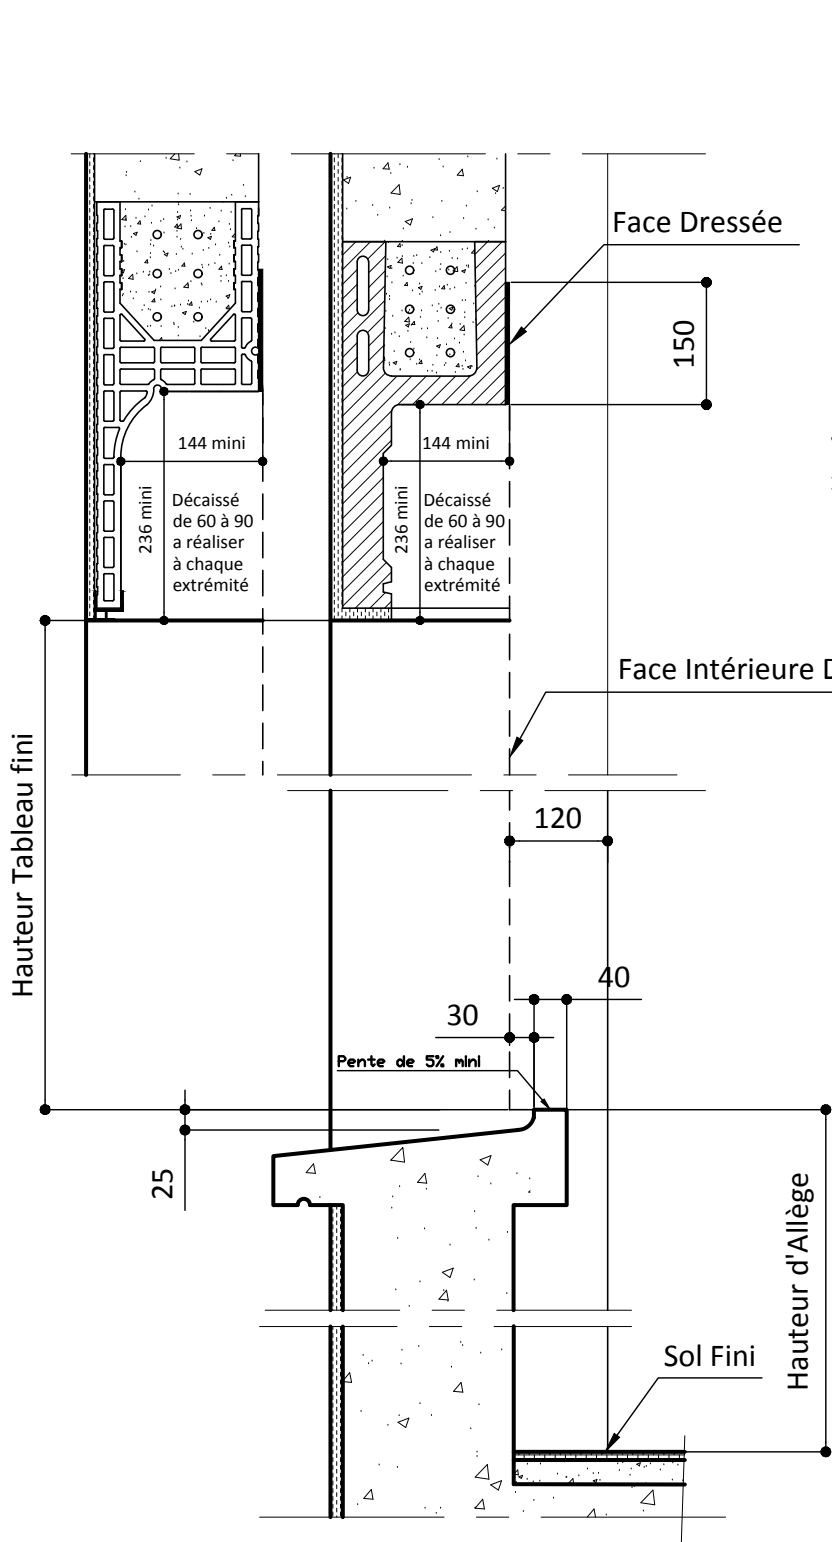 Face Dressée
150
144 mini
144 mini
236 mini
Décaissé
de 60 à 90
a réaliser
à chaque
extrémité
236 mini
Décaissé
de 60 à 90
a réaliser
à chaque
extrémité
Face Intérieure D
Hauteur Tableau fini
120
40
30
Pente de 5% mini
25
Hauteur d'Allège
Sol Fini